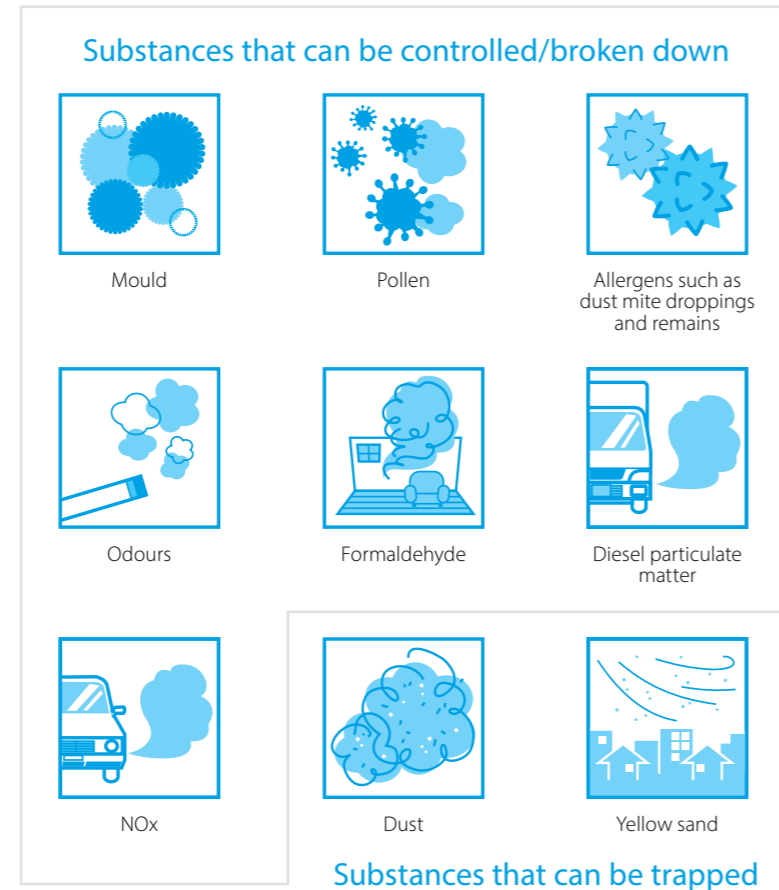 Substances that can be controlled/broken down
Mould
Pollen
Allergens such as
dust mite droppings
and remains
Odours
Formaldehyde
Diesel particulate
matter
NOx
Dust
Yellow sand
Substances that can be trapped